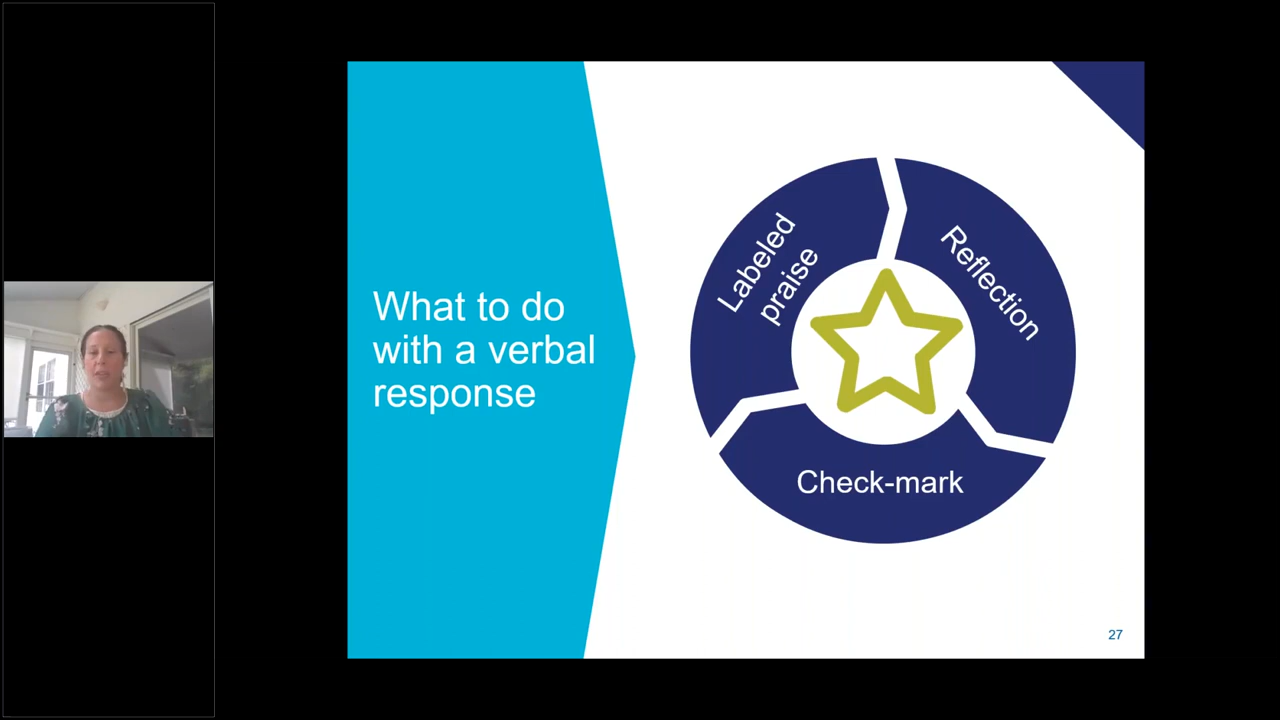 What to do
with a verbal
response
Labeled
praise
Reflection
Check-mark
27